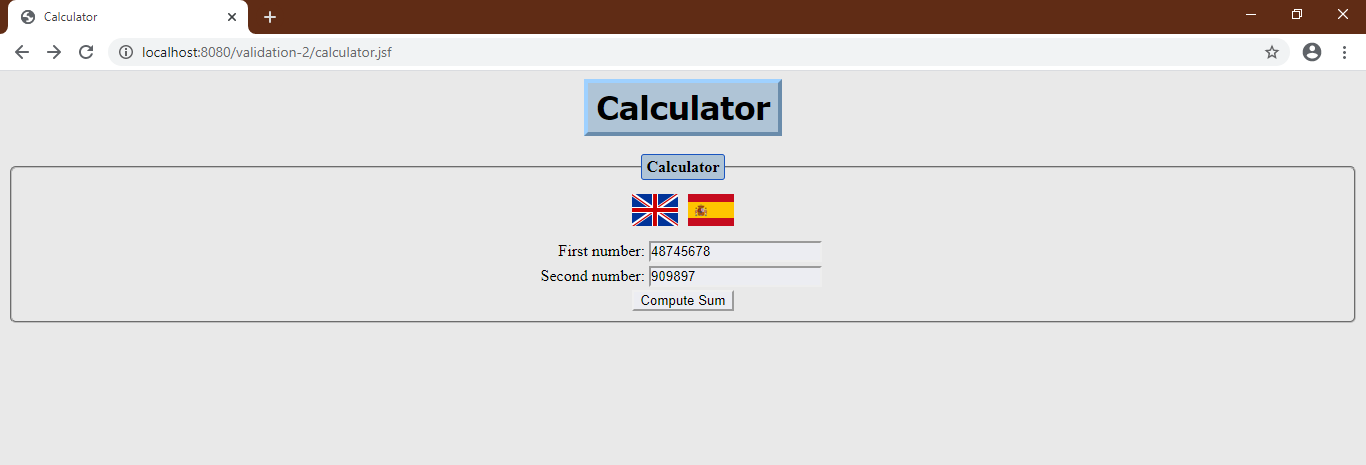 Calculator
localhost:8080/validation-2/calculator.jsf
Calculator
Calculator
First number: 48745678
Second number: 909897
Compute Sum